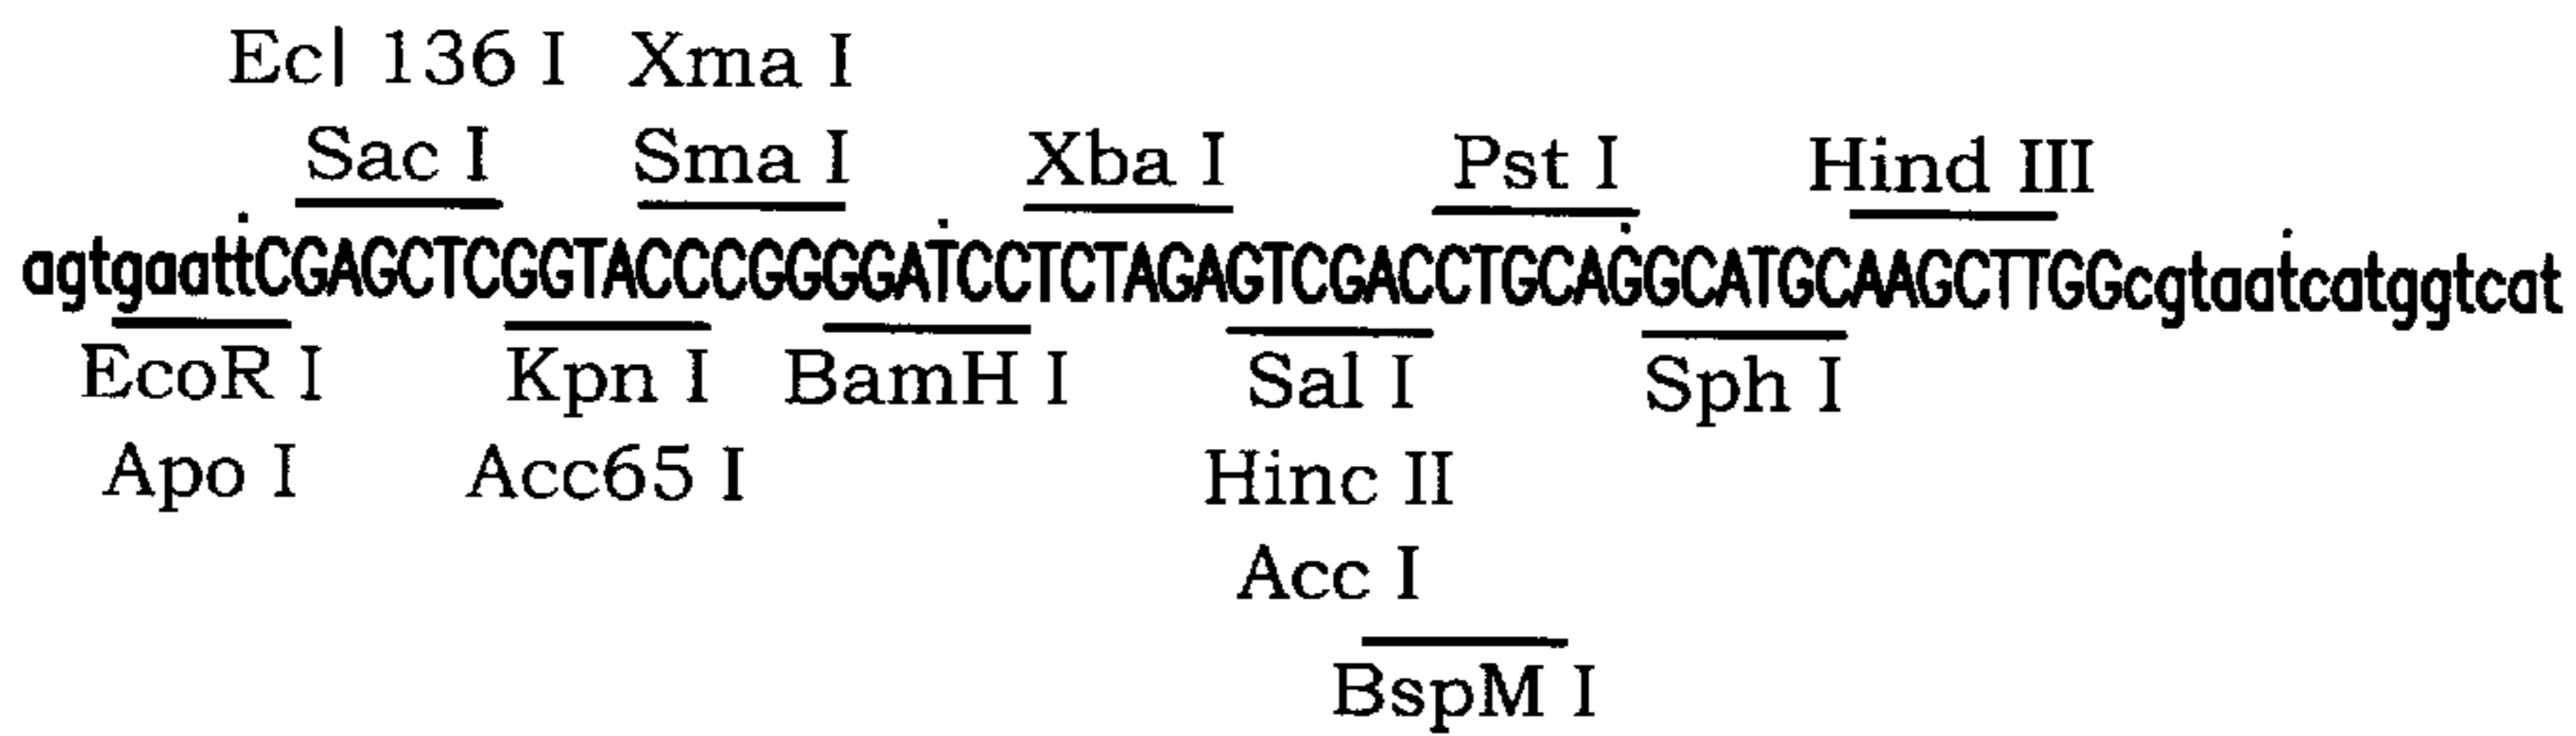 Ecl 136 I Xma I
Sac I Sma I Xba I Pst I Hind III
agtgaattCGAGCTCGGTACCCGGGGATCCTCTAGAGTCGACCTGCAGGCATGCAAGCTTGGcgtaatcatggtcat
EcoR I Kpn I BamH I Sal I Sph I
Apo I Acc65 I Hinc II
Acc I
BspM I